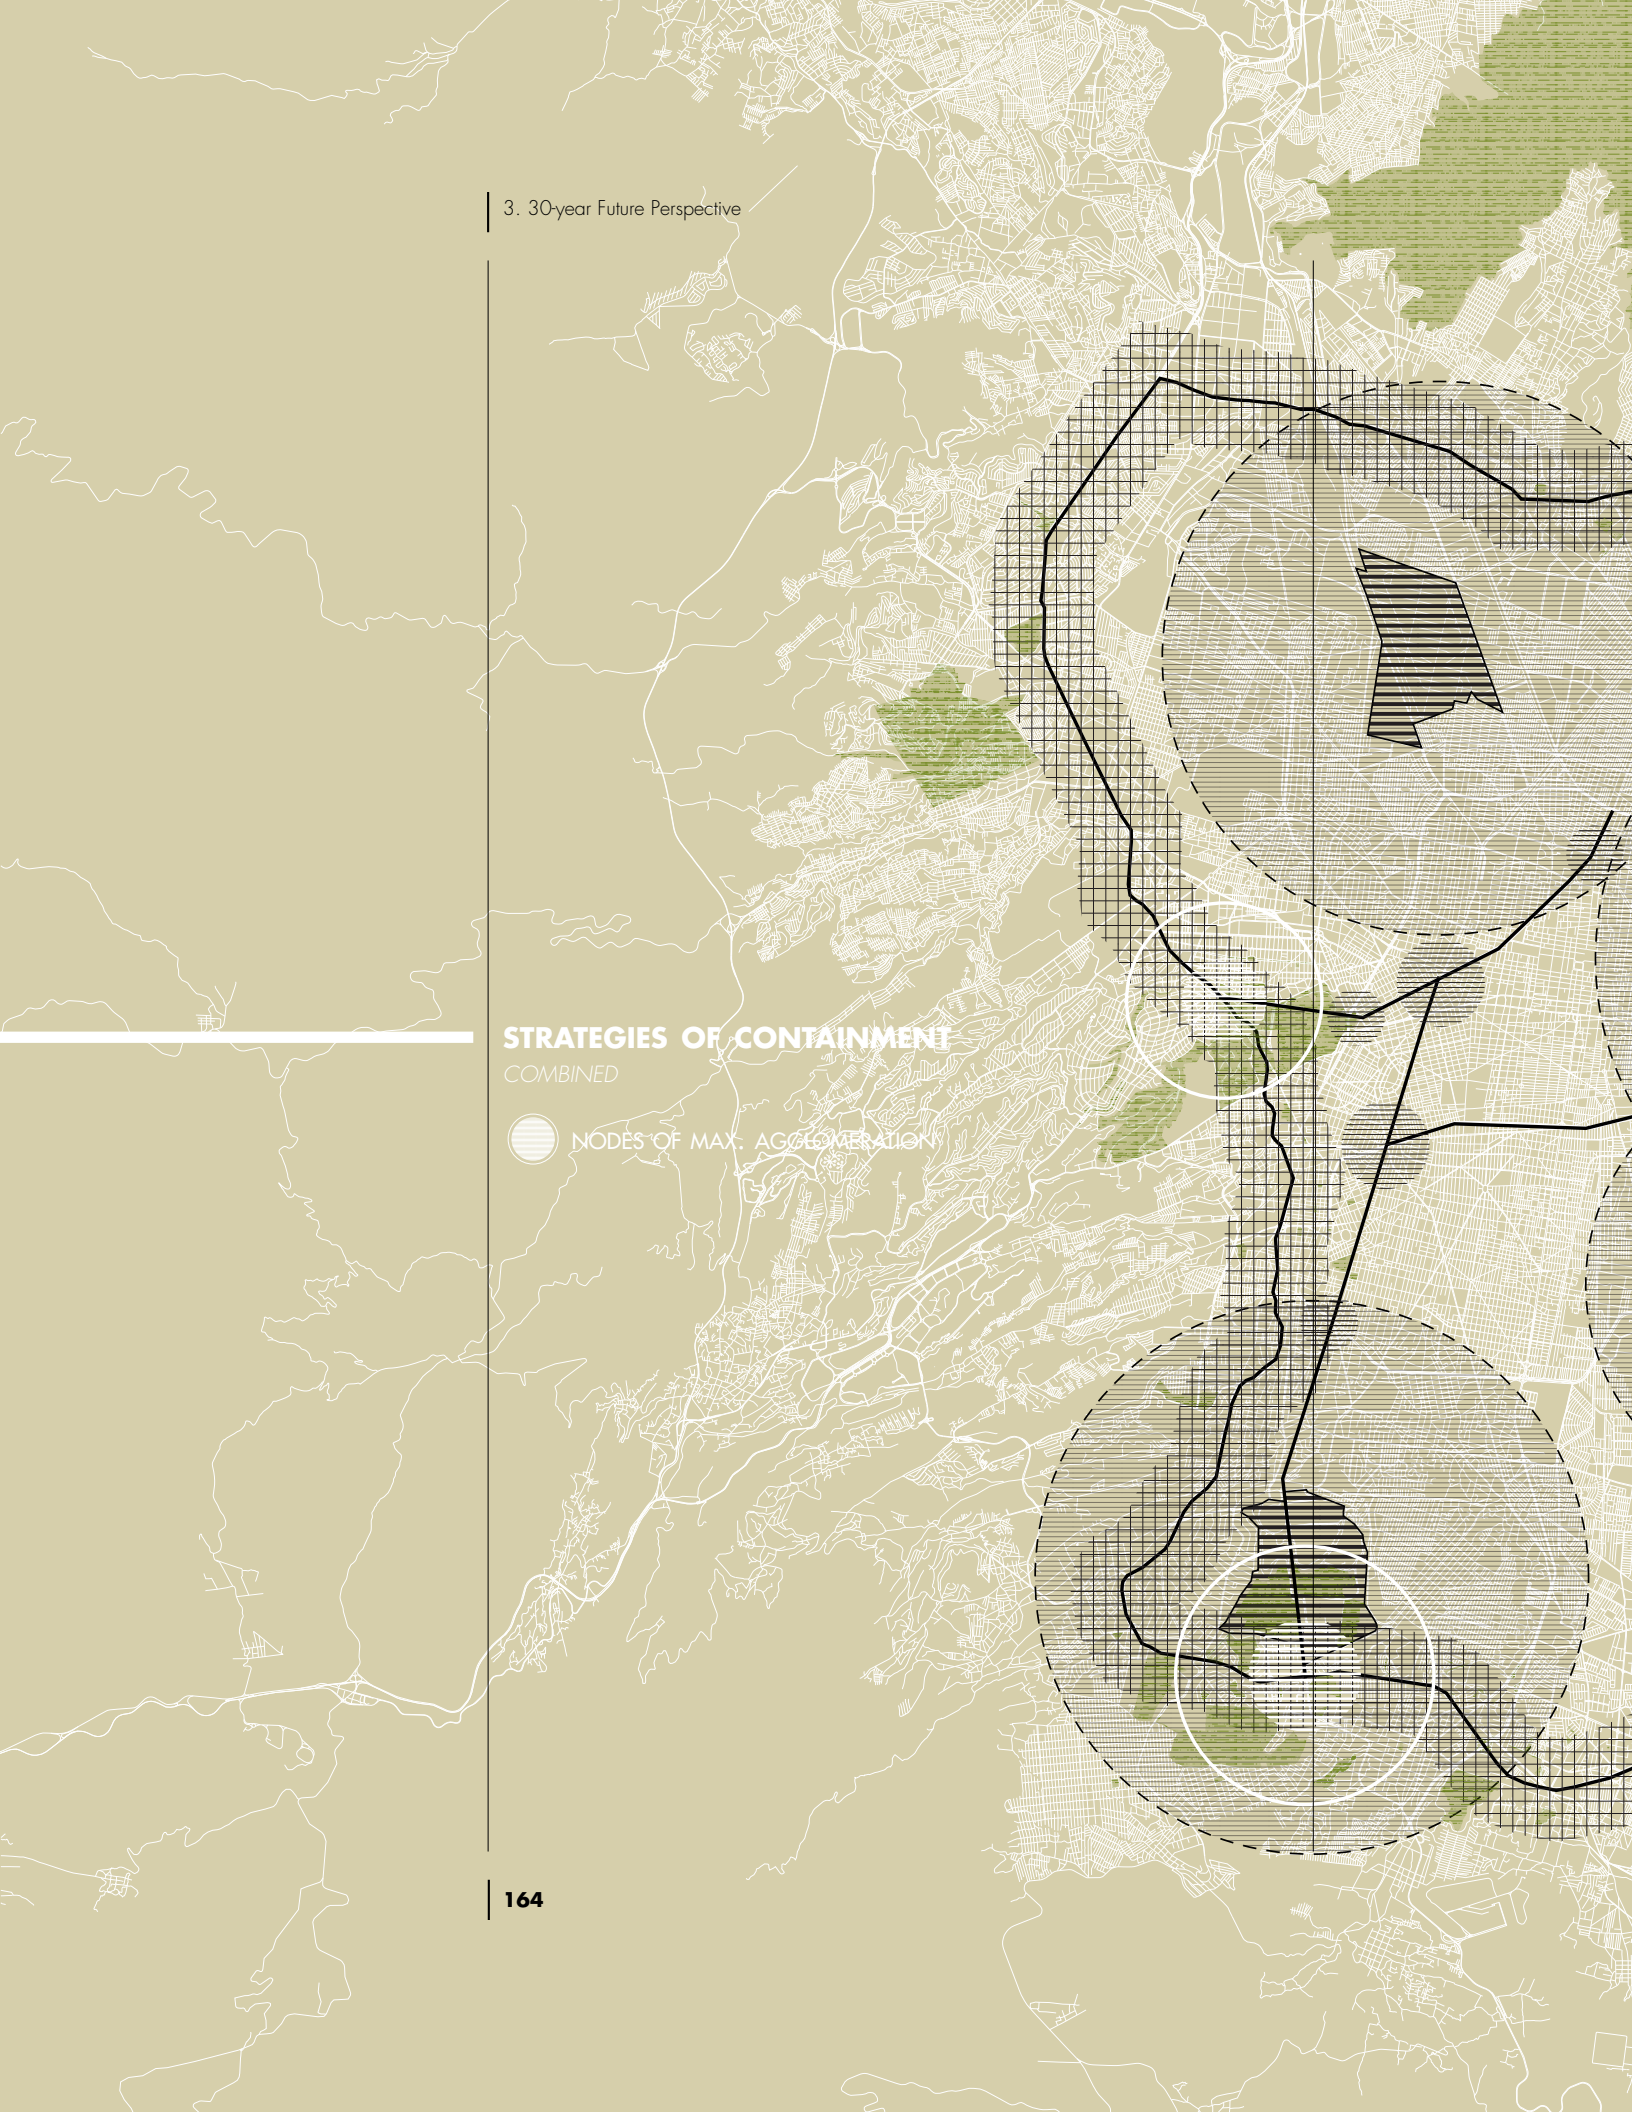 3. 30-year Future Perspective
STRATEGIES OF CONTAINMENT
COMBINED
NODES OF MAX. AGGLOMERATION
164